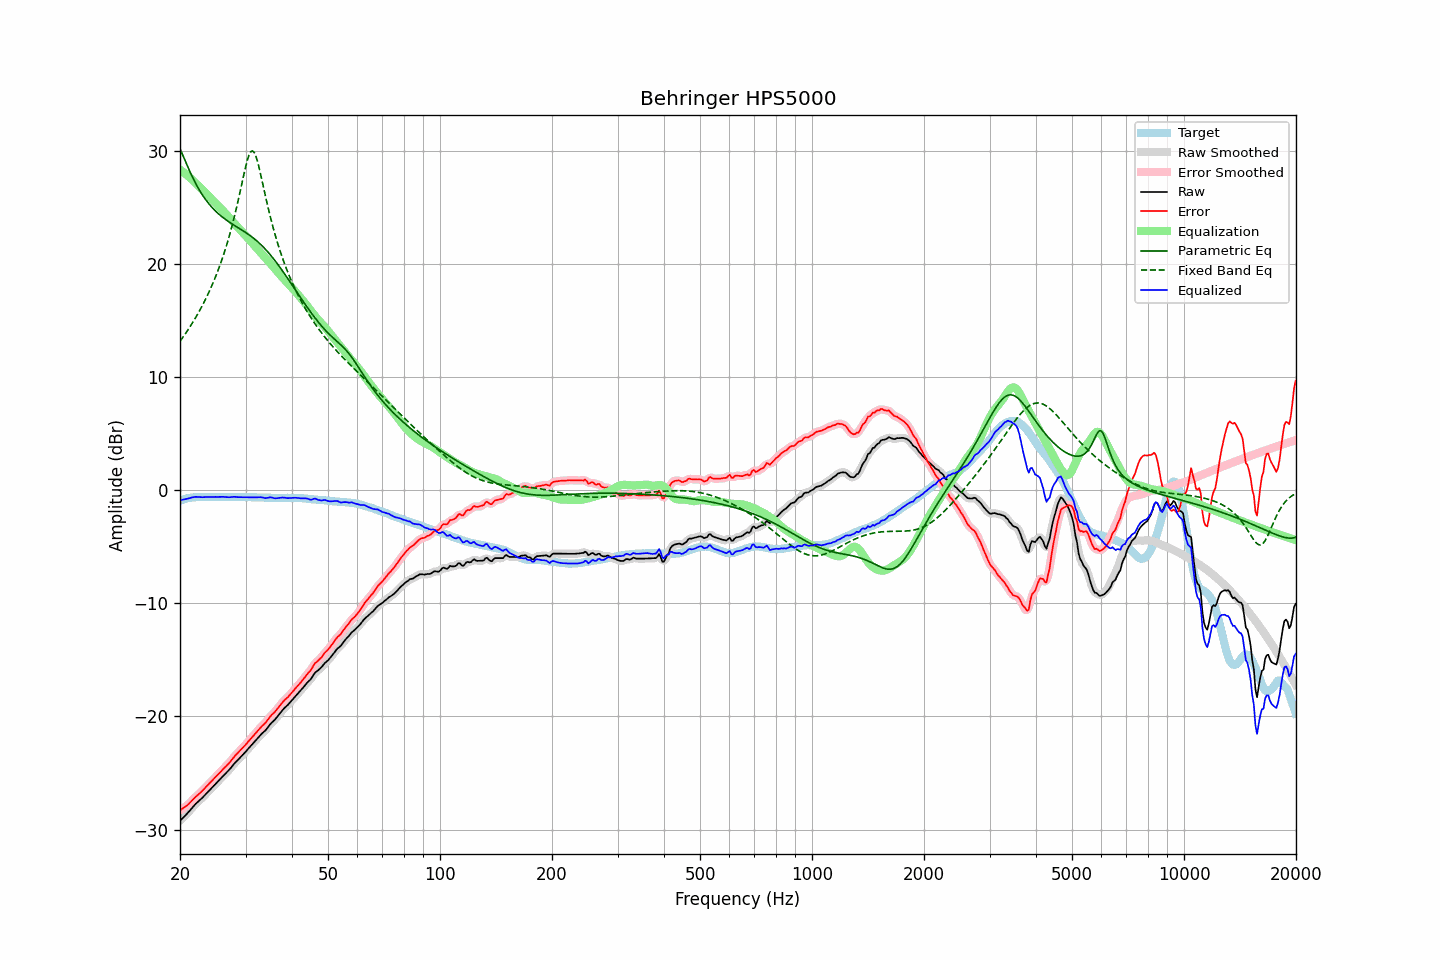 Behringer HPS5000
Amplitude (dBr)
30
20
10
0
−10
−20
−30
Target
Raw Smoothed
Error Smoothed
Raw
Error
Equalization
Parametric Eq
Fixed Band Eq
Equalized
20 50 100 200 500 1000 2000 5000 10000 20000
Frequency (Hz)